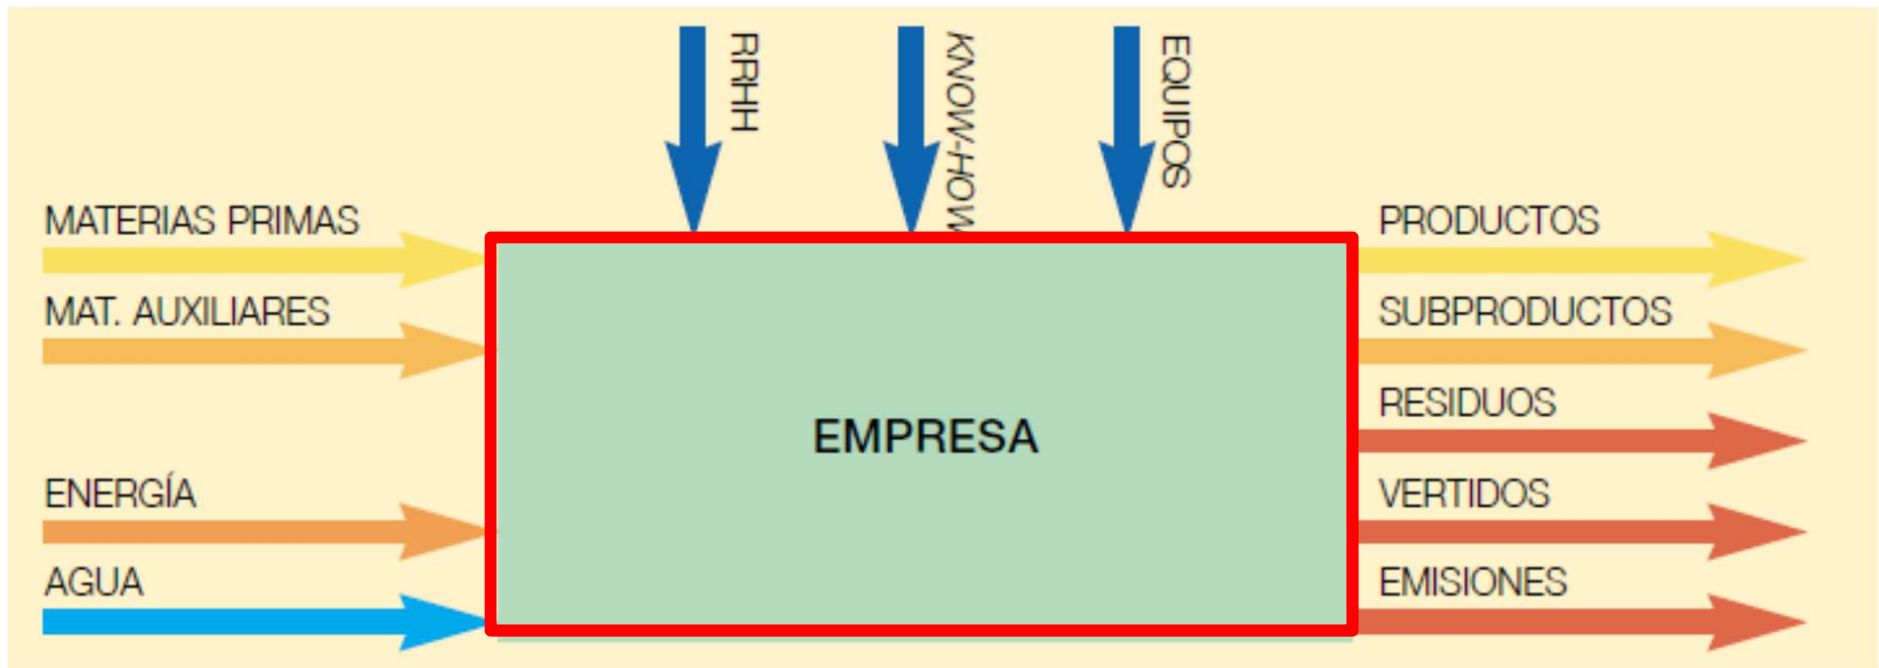 RRHH
KNOW-HOW
EQUIPOS
MATERIAS PRIMAS
MAT. AUXILIARES
ENERGÍA
AGUA
EMPRESA
PRODUCTOS
SUBPRODUCTOS
RESIDUOS
VERTIDOS
EMISIONES